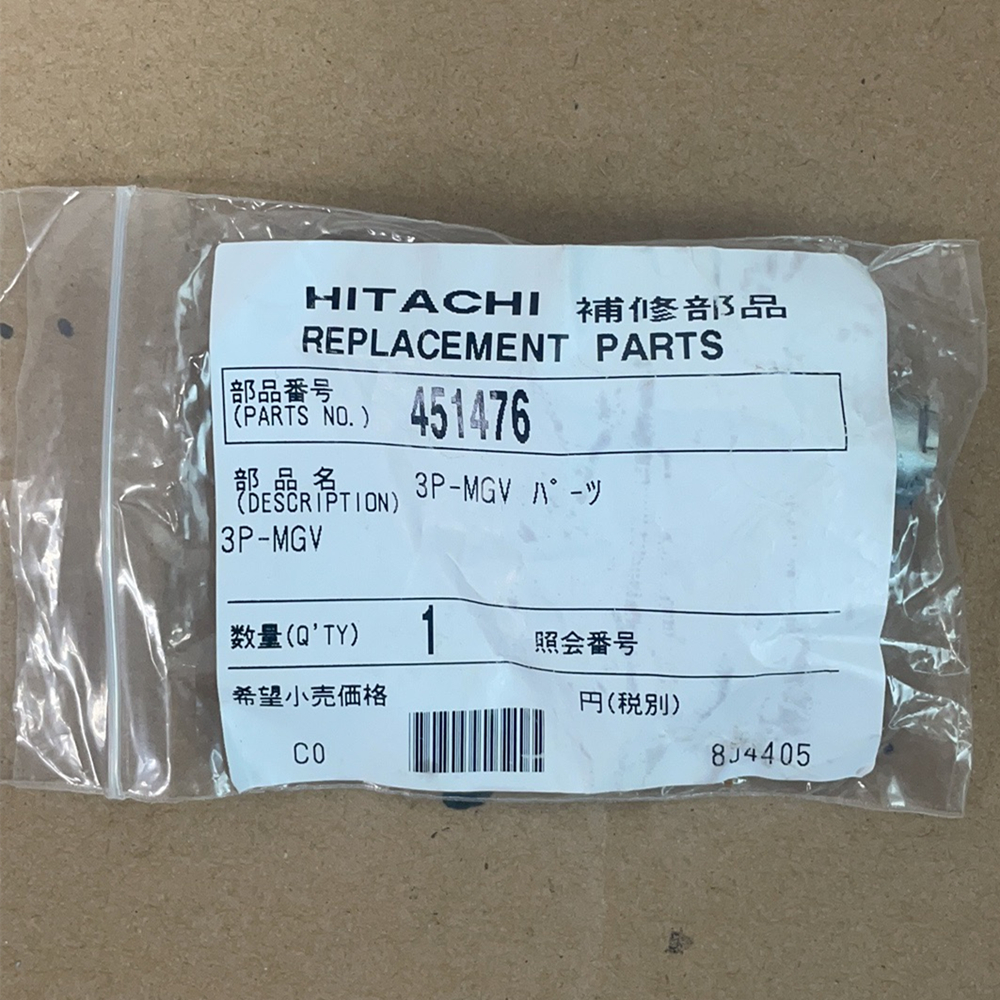 HITACHI 補修部品
REPLACEMENT PARTS
部品番号
(PARTS NO.) 451476
部品名 3P-MGV パーツ
(DESCRIPTION)
3P-MGV
数量(Q'TY) 1 照会番号
希望小売価格 円(税別)
C0